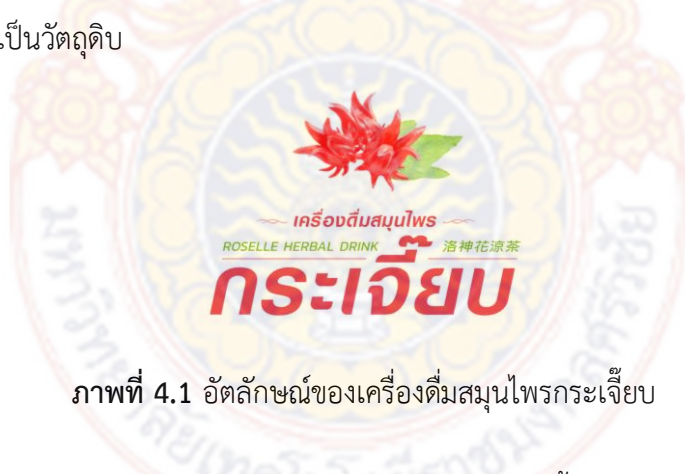 เป็นวัตถุดิบ
เครื่องดื่มสมุนไพร
ROSELLE HERBAL DRINK 洛神花涼茶
กระเจี๊ยบ
ภาพที่ 4.1 อัตลักษณ์ของเครื่องดื่มสมุนไพรกระเจี๊ยบ